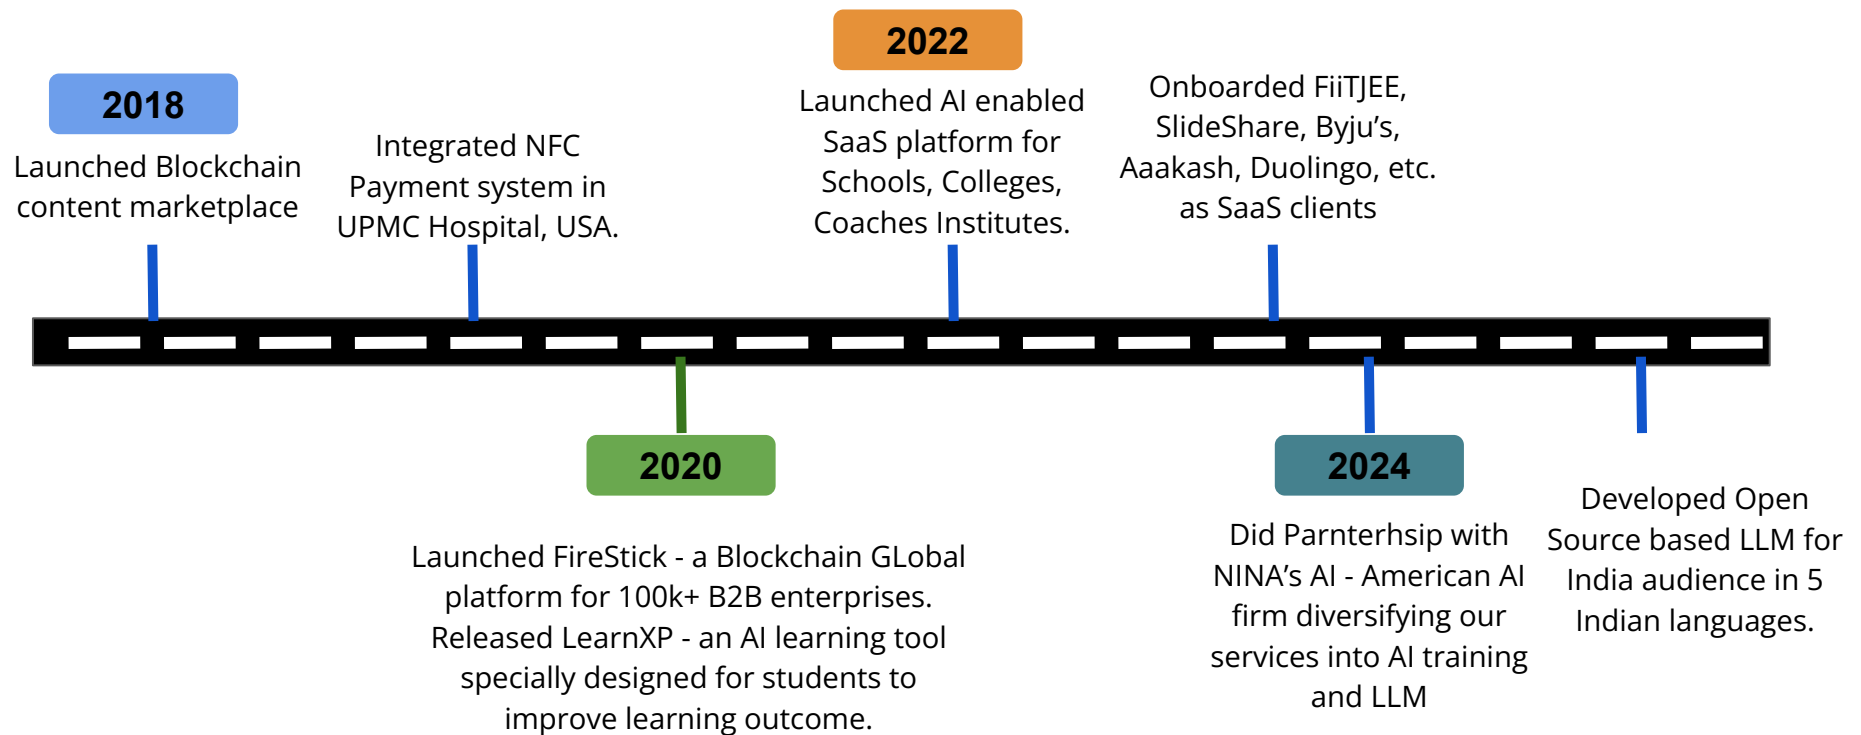 2018
Launched Blockchain
content marketplace
Integrated NFC
Payment system in
UPMC Hospital, USA.
2020
Launched FireStick - a Blockchain GLobal
platform for 100k+ B2B enterprises.
Released LearnXP - an AI learning tool
specially designed for students to
improve learning outcome.
2022
Launched AI enabled
SaaS platform for
Schools, Colleges,
Coaches Institutes.
Onboarded FiiTJEE,
SlideShare, Byju’s,
Aaakash, Duolingo, etc.
as SaaS clients
2024
Did Parnterhsip with
NINA’s AI - American AI
firm diversifying our
services into AI training
and LLM
Developed Open
Source based LLM for
India audience in 5
Indian languages.